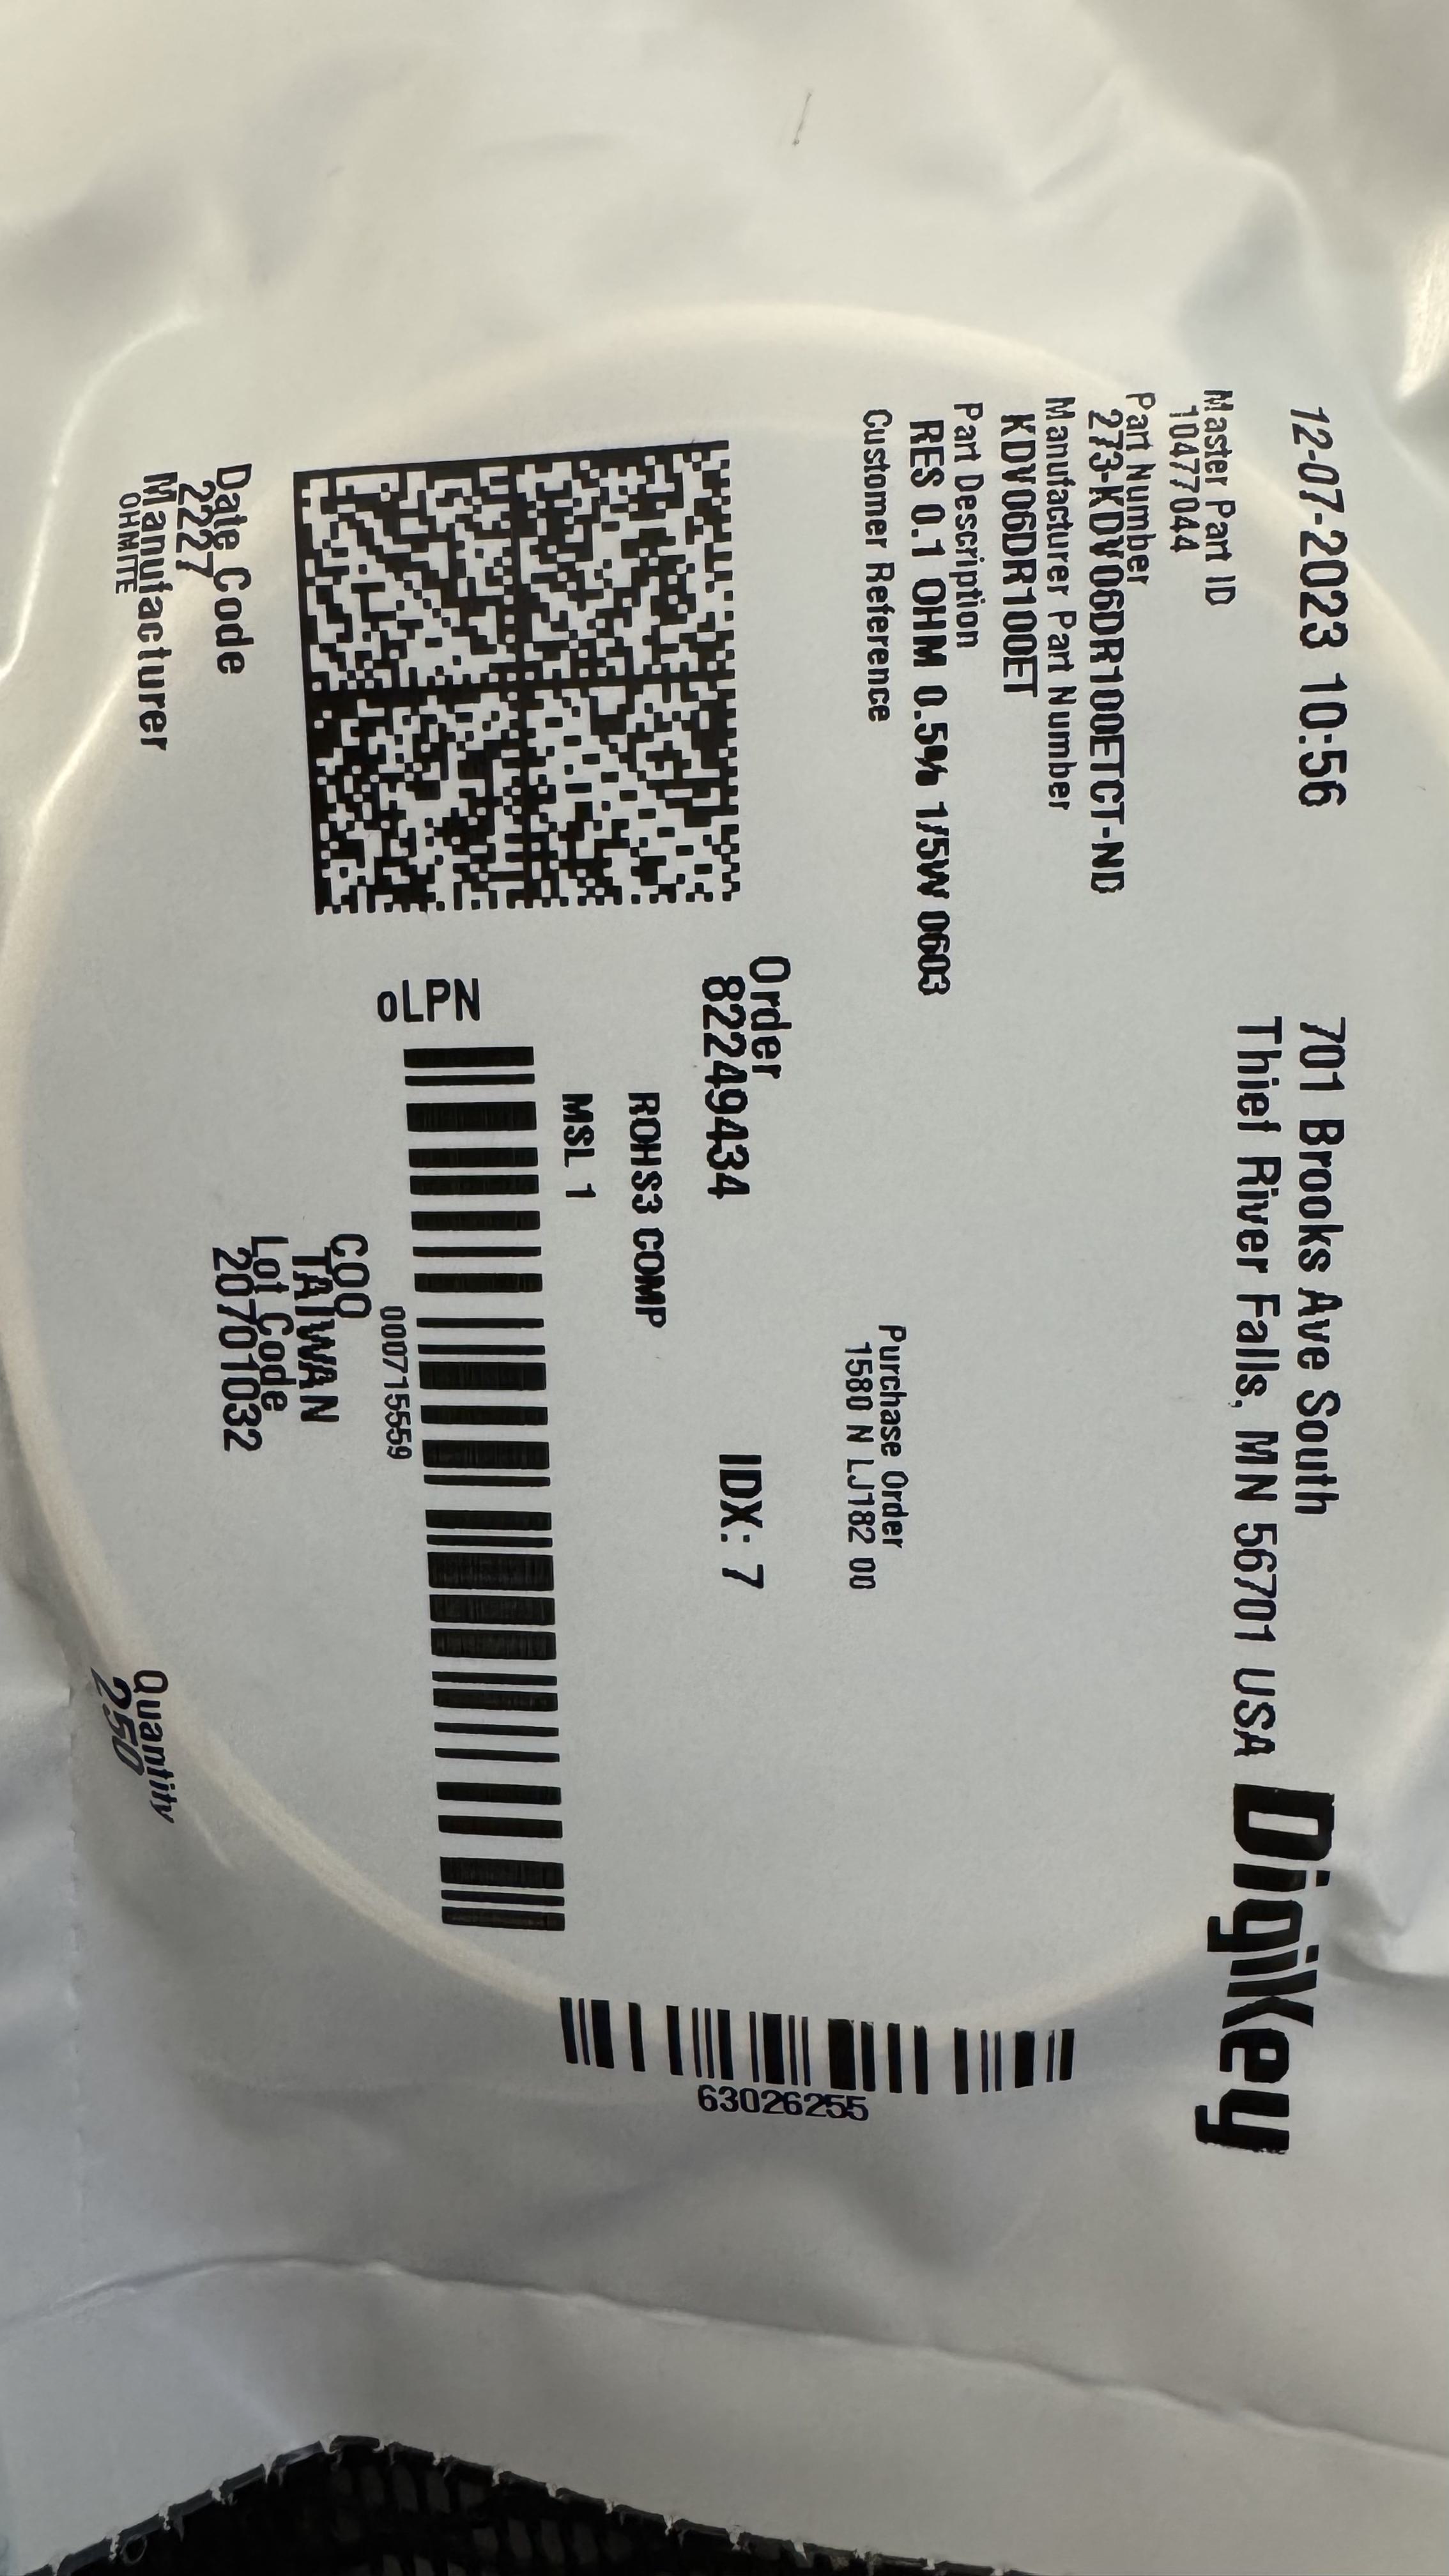 12-07-2023 10:56
701 Brooks Ave South
Thief River Falls, MN 56701 USA
DigiKey
Master Part ID
10477044
Part Number
273-KDV06DR100ETCT-ND
Manufacturer Part Number
KDV06DR100ET
Part Description
RES 0.1 OHM 0.5% 1/5W 0603
Customer Reference
Purchase Order
1580 N LJ182 00
Order
82249434
IDX: 7
ROHS3 COMP
MSL 1
oLPN
000715559
63026255
COO
TAIWAN
Lot Code
20701032
Date Code
2227
Manufacturer
OHMITE
Quantity
250